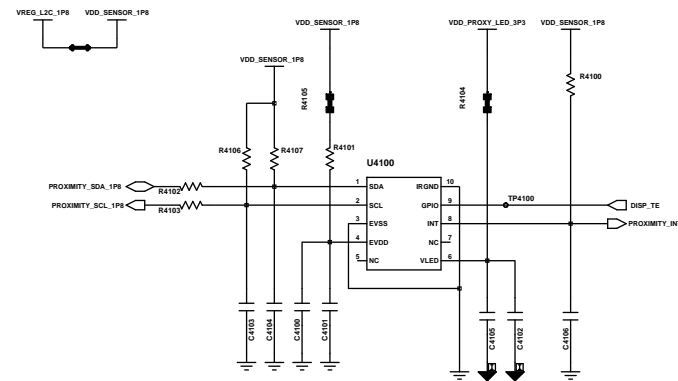 VREG_L2C_1P8 VDD_SENSOR_1P8
VDD_SENSOR_1P8
VDD_PROXY_LED_3P3 VDD_SENSOR_1P8
VDD_SENSOR_1P8
R4100
R4105
R4104
R4106 R4107 R4101
U4100
PROXIMITY_SDA_1P8 R4102 1 SDA IRGND 10
PROXIMITY_SCL_1P8 R4103 2 SCL GPIO 9 TP4100 DISP_TE
3 EVSS INT 8 PROXIMITY_IN
4 EVDD NC 7
5 NC VLED 6
C4103 C4104 C4100 C4101 C4105 C4102 C4106